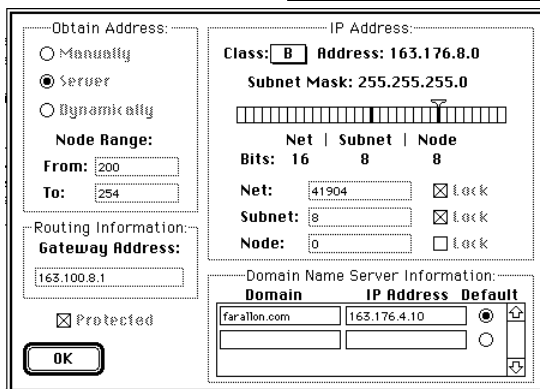 Obtain Address:
Manually
Server
Dynamically
Node Range:
From: 200
To: 254
Routing Information:
Gateway Address:
163.100.8.1
Protected
OK
IP Address:
Class: B Address: 163.176.8.0
Subnet Mask: 255.255.255.0
Net | Subnet | Node
Bits: 16 8 8
Net: 41904 Lock
Subnet: 8 Lock
Node: 0 Lock
Domain Name Server Information:
Domain IP Address Default
farallon.com 163.176.4.10